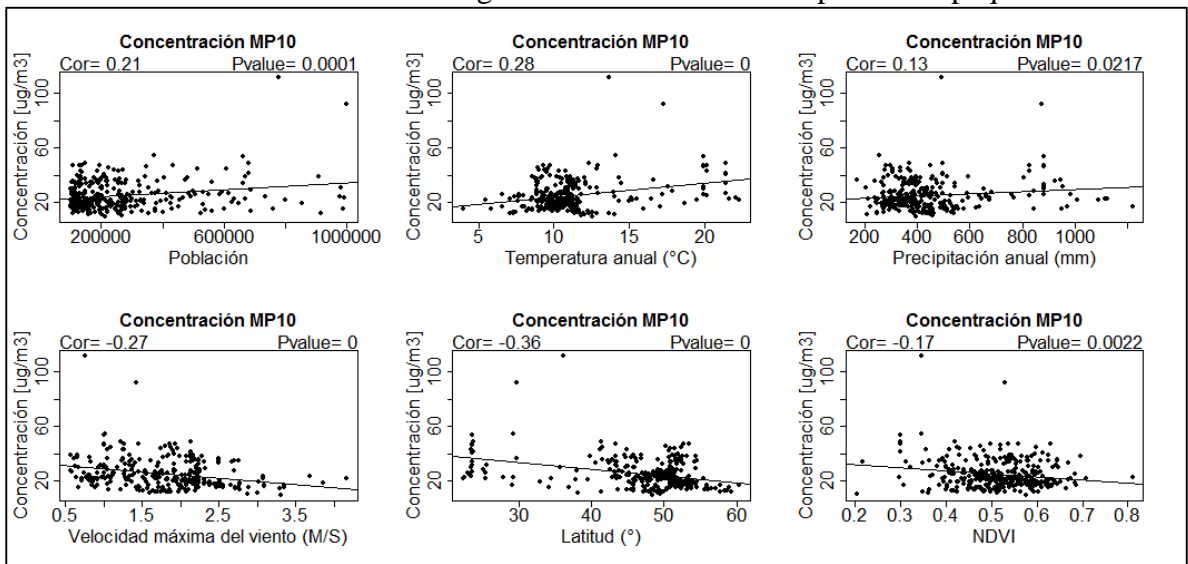 Concentración MP10
Cor= 0.21 Pvalue= 0.0001
Concentración [ug/m3]
20 60 100
200000 600000 1000000
Población
Concentración MP10
Cor= 0.28 Pvalue= 0
Concentración [ug/m3]
20 60 100
5 10 15 20
Temperatura anual (°C)
Concentración MP10
Cor= 0.13 Pvalue= 0.0217
Concentración [ug/m3]
20 60 100
200 400 600 800 1000
Precipitación anual (mm)
Concentración MP10
Cor= -0.27 Pvalue= 0
Concentración [ug/m3]
20 60 100
0.5 1.5 2.5 3.5
Velocidad máxima del viento (M/S)
Concentración MP10
Cor= -0.36 Pvalue= 0
Concentración [ug/m3]
20 60 100
30 40 50 60
Latitud (°)
Concentración MP10
Cor= -0.17 Pvalue= 0.0022
Concentración [ug/m3]
20 60 100
0.2 0.3 0.4 0.5 0.6 0.7 0.8
NDVI